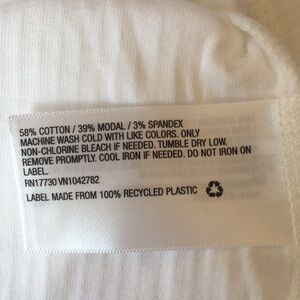 58% COTTON / 39% MODAL / 3% SPANDEX
MACHINE WASH COLD WITH LIKE COLORS. ONLY
NON-CHLORINE BLEACH IF NEEDED. TUMBLE DRY LOW.
REMOVE PROMPTLY. COOL IRON IF NEEDED. DO NOT IRON ON
LABEL.
RN17730 VN1042782
LABEL MADE FROM 100% RECYCLED PLASTIC